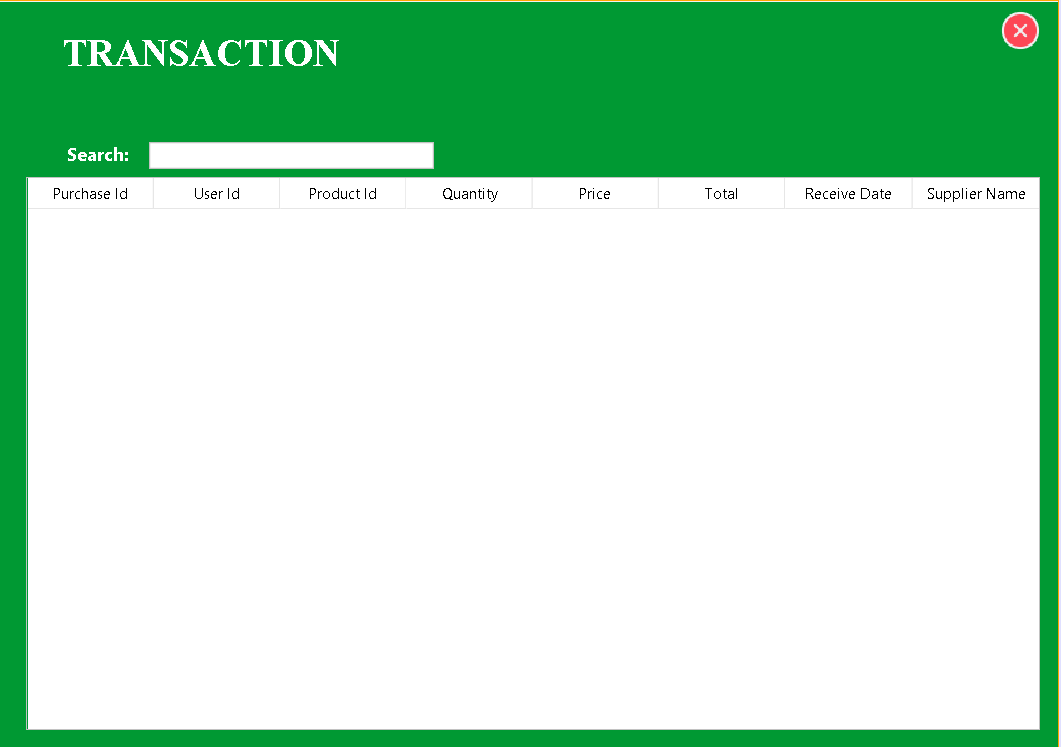 TRANSACTION
Search:
Purchase Id User Id Product Id Quantity Price Total Receive Date Supplier Name